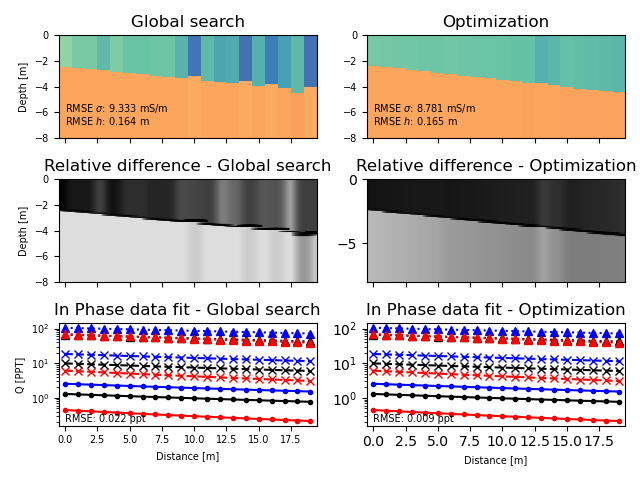 Global search
Optimization
0
−2
−4
−6
−8
Depth [m]
RMSE σ: 9.333 mS/m
RMSE h: 0.164 m
0
−2
−4
−6
−8
RMSE σ: 8.781 mS/m
RMSE h: 0.165 m
Relative difference - Global search
Relative difference - Optimization
0
−2
−4
−6
−8
Depth [m]
0
−5
In Phase data fit - Global search
In Phase data fit - Optimization
10²
10¹
10⁰
Q [PPT]
RMSE: 0.022 ppt
0.0 2.5 5.0 7.5 10.0 12.5 15.0 17.5
Distance [m]
10²
10¹
10⁰
RMSE: 0.009 ppt
0.0 2.5 5.0 7.5 10.0 12.5 15.0 17.5
Distance [m]